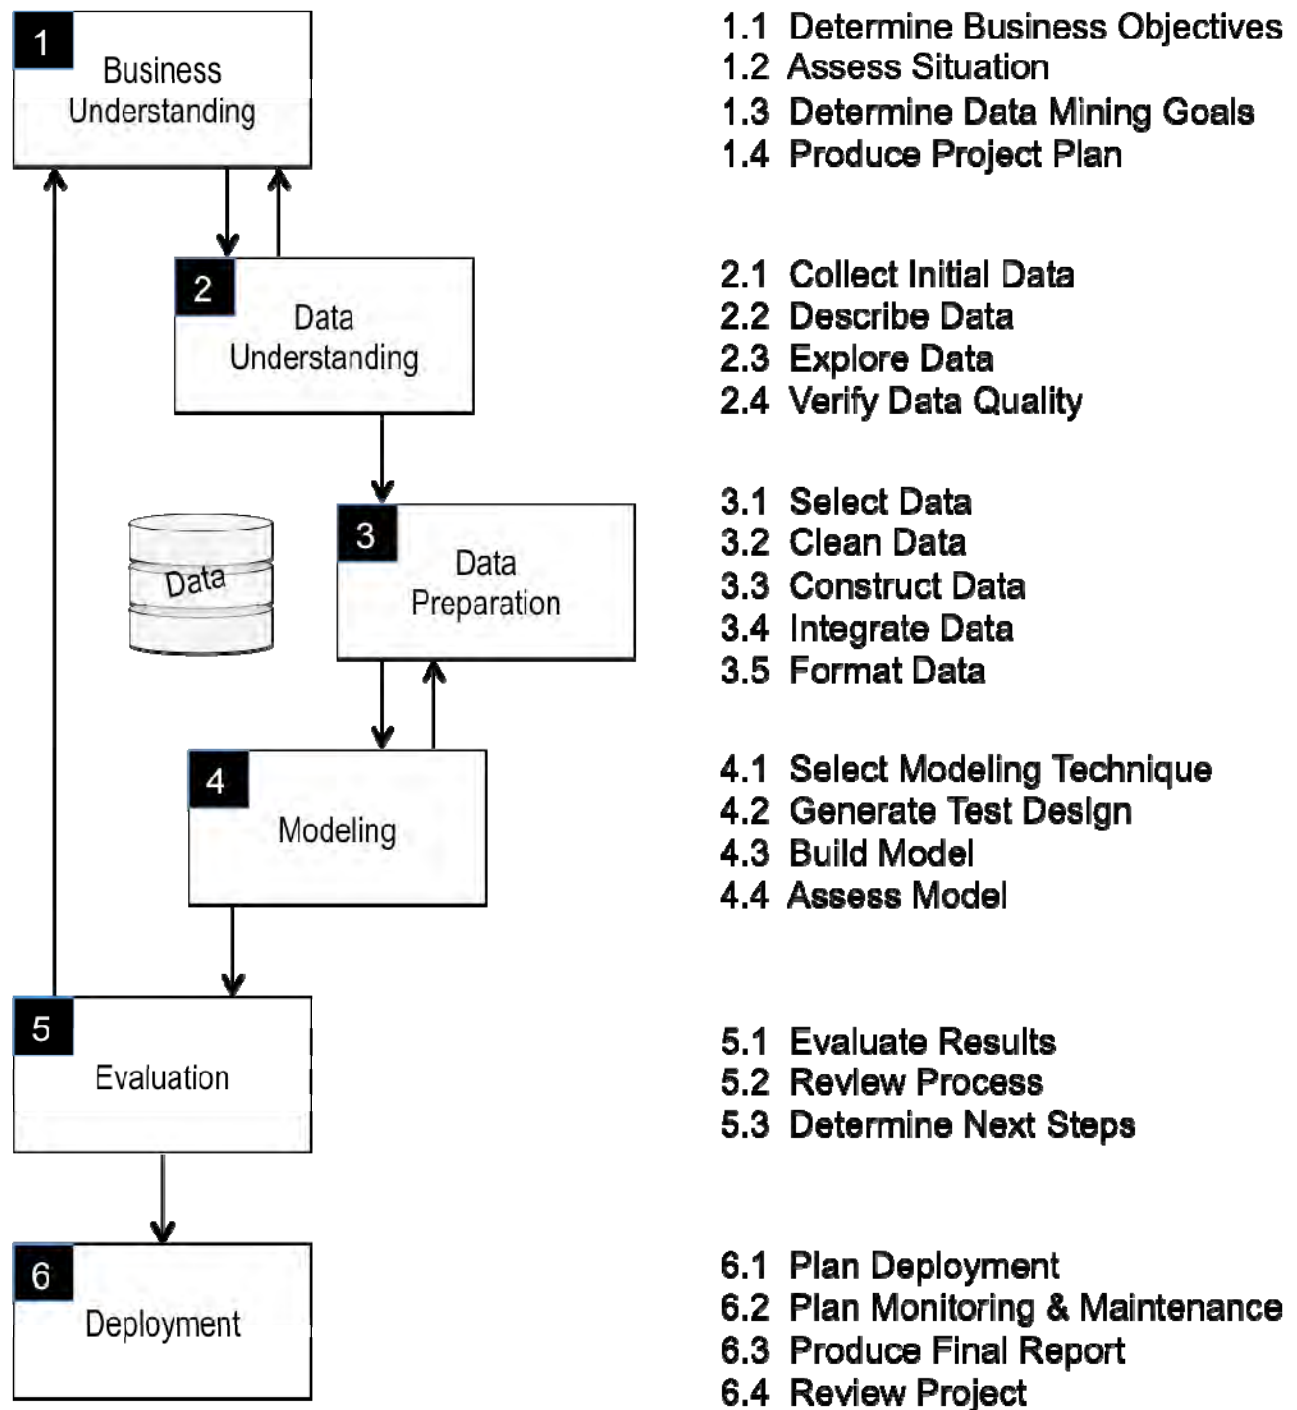 1
Business
Understanding
1.1 Determine Business Objectives
1.2 Assess Situation
1.3 Determine Data Mining Goals
1.4 Produce Project Plan
2
Data
Understanding
2.1 Collect Initial Data
2.2 Describe Data
2.3 Explore Data
2.4 Verify Data Quality
Data
3
Data
Preparation
3.1 Select Data
3.2 Clean Data
3.3 Construct Data
3.4 Integrate Data
3.5 Format Data
4
Modeling
4.1 Select Modeling Technique
4.2 Generate Test Design
4.3 Build Model
4.4 Assess Model
5
Evaluation
5.1 Evaluate Results
5.2 Review Process
5.3 Determine Next Steps
6
Deployment
6.1 Plan Deployment
6.2 Plan Monitoring & Maintenance
6.3 Produce Final Report
6.4 Review Project